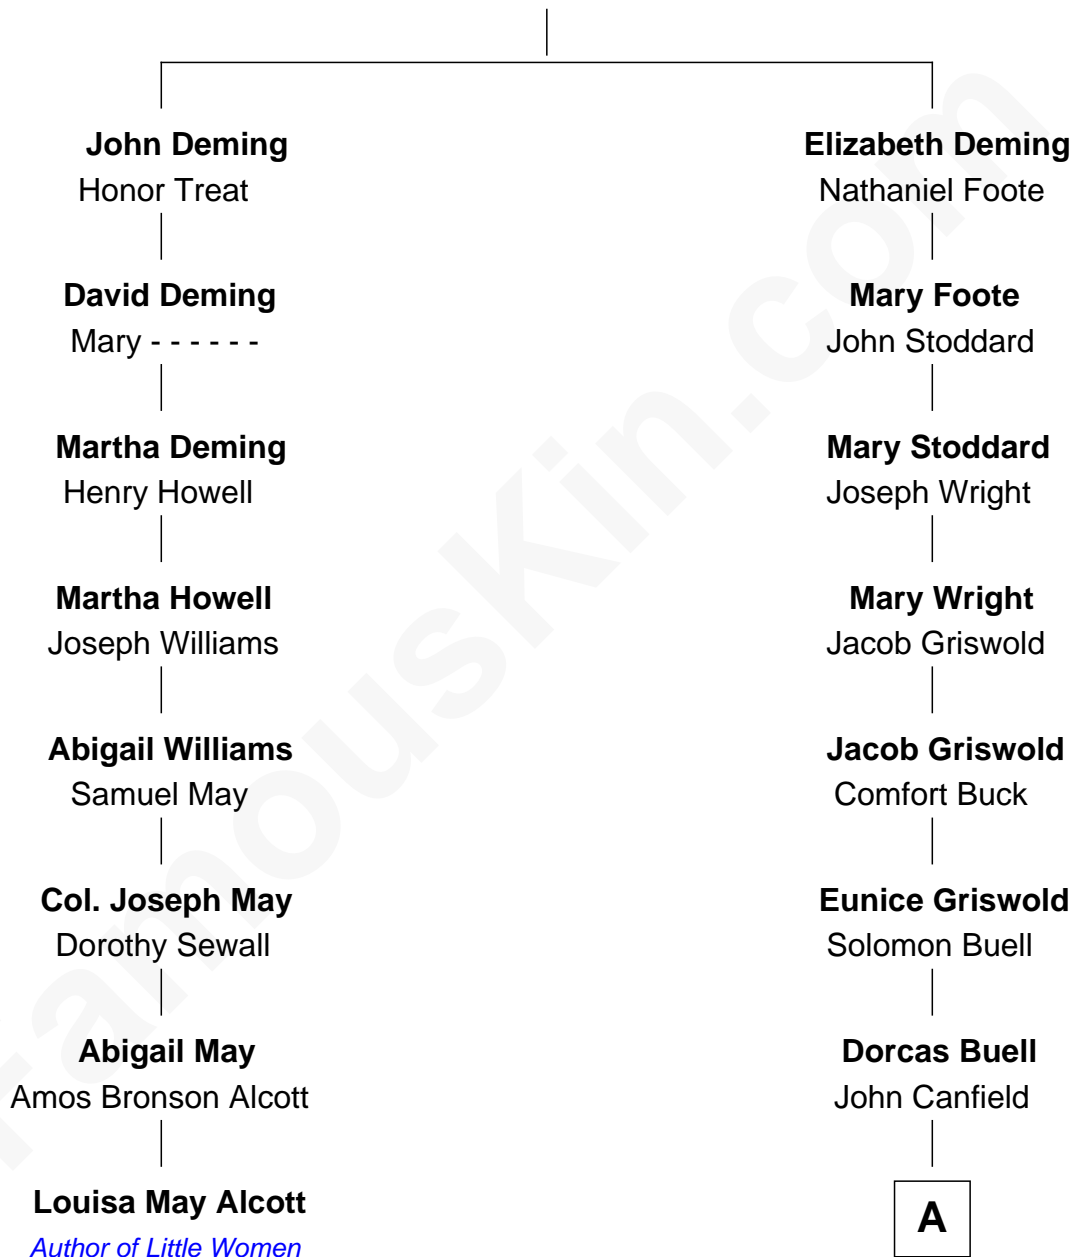 John Deming
Honor Treat
David Deming
Mary - - - - - -
Martha Deming
Henry Howell
Martha Howell
Joseph Williams
Abigail Williams
Samuel May
Col. Joseph May
Dorothy Sewall
Abigail May
Amos Bronson Alcott
Louisa May Alcott
Author of Little Women
Elizabeth Deming
Nathaniel Foote
Mary Foote
John Stoddard
Mary Stoddard
Joseph Wright
Mary Wright
Jacob Griswold
Jacob Griswold
Comfort Buck
Eunice Griswold
Solomon Buell
Dorcas Buell
John Canfield
A
FamousKin.com